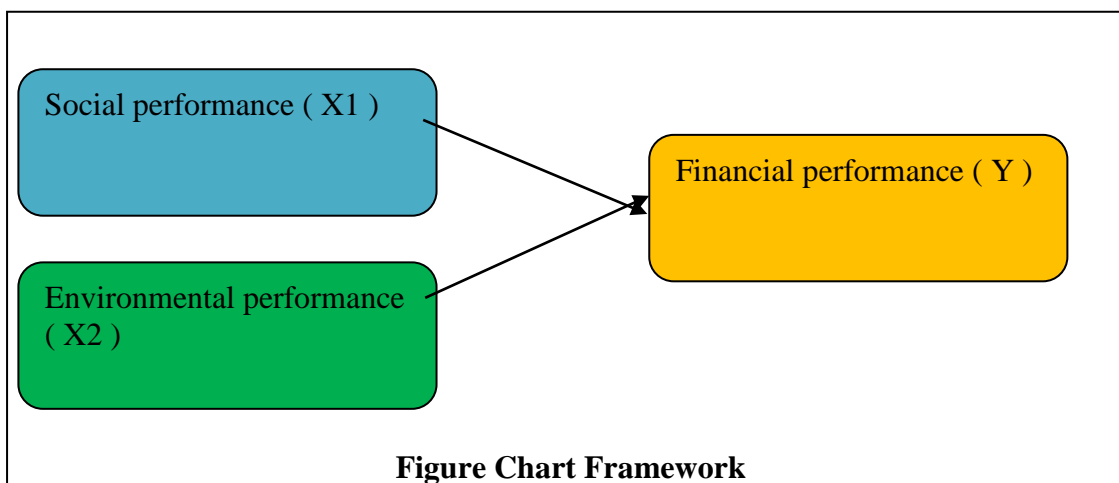 Social performance ( X1 )
Financial performance ( Y )
Environmental performance
( X2 )
Figure Chart Framework